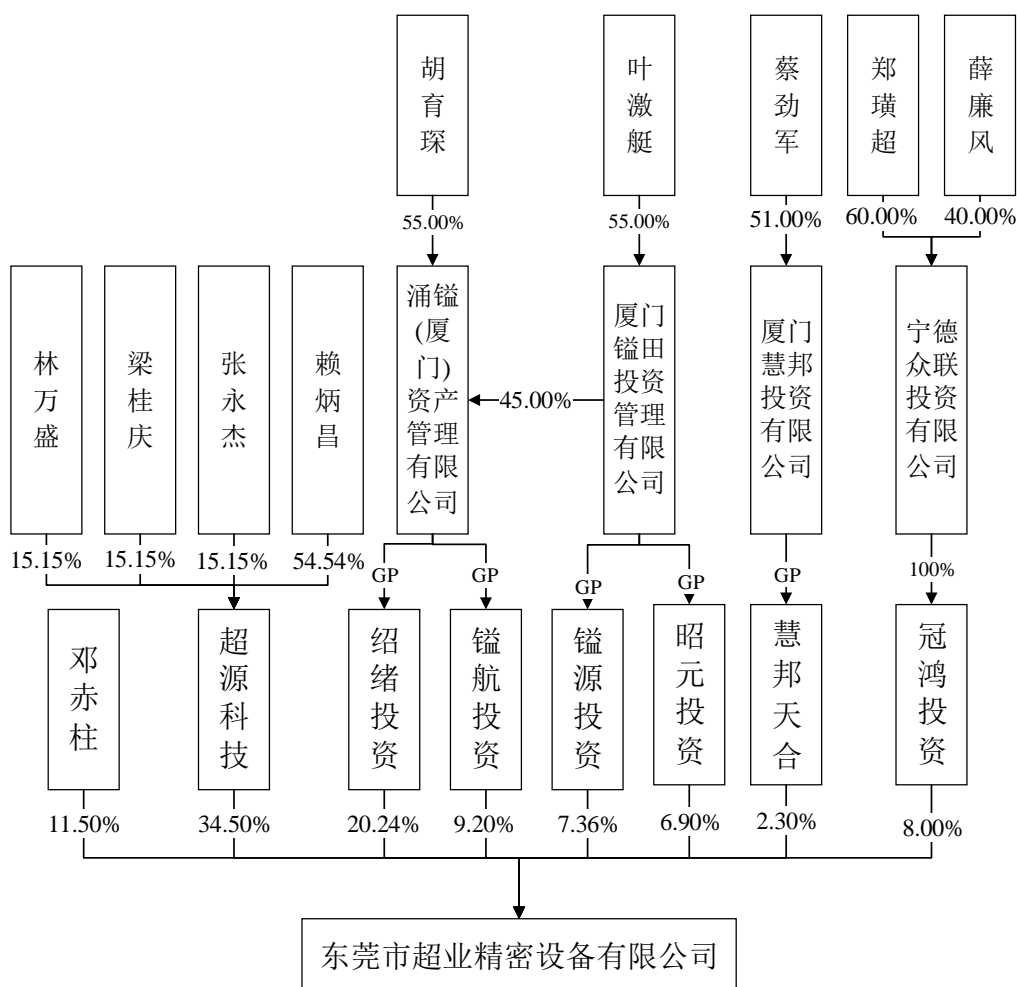 胡育琛
叶激艇
蔡劲军
郑璜超
薛廉风
55.00%
55.00%
51.00%
60.00%
40.00%
林万盛
梁桂庆
张永杰
赖炳昌
涌镒
(厦
门)
资产
管理
有限
公司
45.00%
厦门
镒田
投资
管理
有限
公司
厦门
慧邦
投资
有限
公司
宁德
众联
投资
有限
公司
15.15%
15.15%
15.15%
54.54%
GP
GP
GP
GP
GP
100%
邓赤柱
超源科技
绍绪投资
镒航投资
镒源投资
昭元投资
慧邦天合
冠鸿投资
11.50%
34.50%
20.24%
9.20%
7.36%
6.90%
2.30%
8.00%
东莞市超业精密设备有限公司